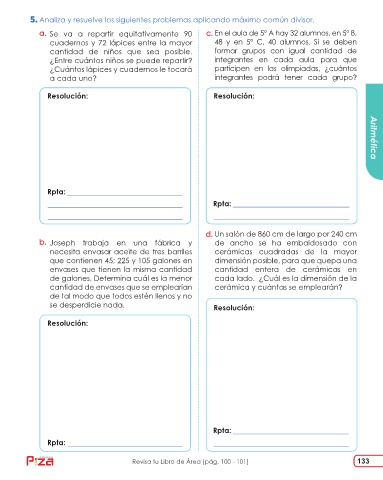 5. Analiza y resuelve los siguientes problemas aplicando máximo común divisor.
a. Se va a repartir equitativamente 90
cuadernos y 72 lápices entre la mayor
cantidad de niños que sea posible.
¿Entre cuántos niños se puede repartir?
¿Cuántos lápices y cuadernos le tocará
a cada uno?
Resolución:
Rpta:
b. Joseph trabaja en una fábrica y
necesita envasar aceite de tres barriles
que contienen 45; 225 y 105 galones en
envases que tienen la misma cantidad
de galones. Determina cuál es la menor
cantidad de envases que se emplearían
de tal modo que todos estén llenos y no
se desperdicie nada.
Resolución:
Rpta:
c. En el aula de 5° A hay 32 alumnos, en 5° B,
48 y en 5° C, 40 alumnos. Si se deben
formar grupos con igual cantidad de
integrantes en cada aula para que
participen en las olimpiadas, ¿cuántos
integrantes podrá tener cada grupo?
Resolución:
Rpta:
d. Un salón de 860 cm de largo por 240 cm
de ancho se ha embaldosado con
cerámicas cuadradas de la mayor
dimensión posible, para que quepa una
cantidad entera de cerámicas en
cada lado. ¿Cuál es la dimensión de la
cerámica y cuántas se emplearán?
Resolución:
Rpta:
Aritmética
Revisa tu Libro de Área (pág. 100 - 101)
133